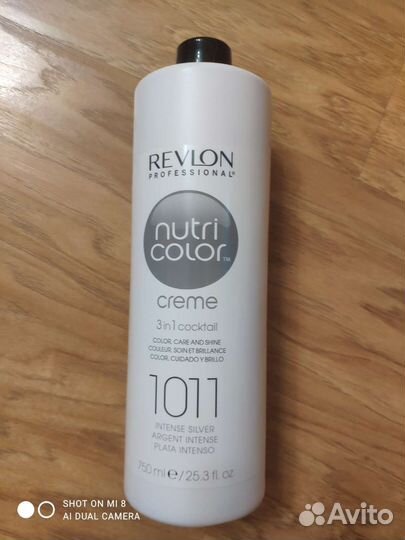 REVLON
PROFESSIONAL®
nutri
color™
creme
3 in 1 cocktail
COLOR, CARE AND SHINE
COULEUR, SOIN ET BRILLANCE
COLOR, CUIDADO Y BRILLO
1011
INTENSE SILVER
ARGENT INTENSE
PLATA INTENSO
750 ml ℮/25.3 fl. oz.
SHOT ON MI 8
AI DUAL CAMERA
Avito